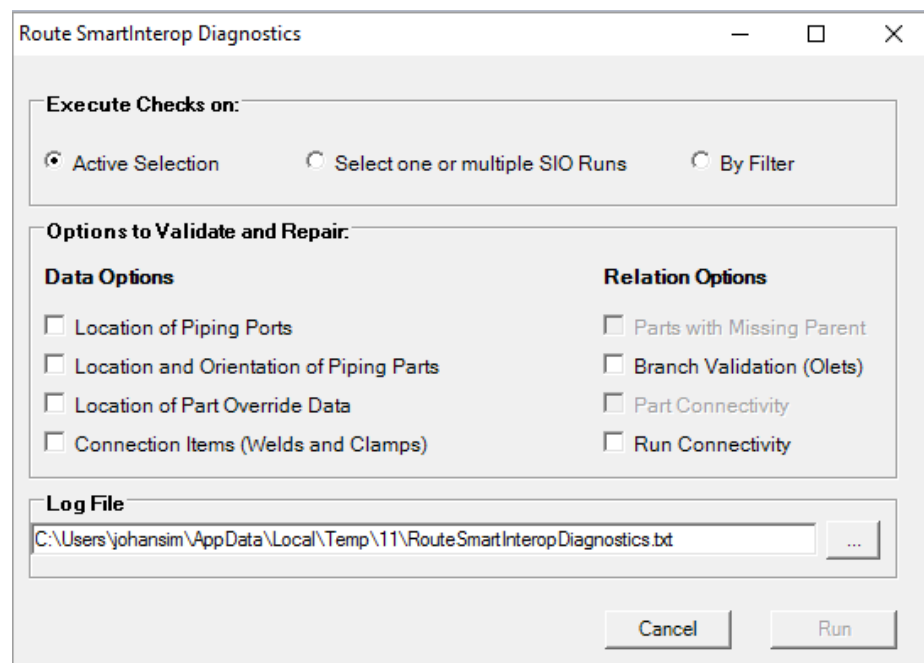 Route SmartInterop Diagnostics
Execute Checks on:
Active Selection
Select one or multiple SIO Runs
By Filter
Options to Validate and Repair:
Data Options
Location of Piping Ports
Location and Orientation of Piping Parts
Location of Part Override Data
Connection Items (Welds and Clamps)
Relation Options
Parts with Missing Parent
Branch Validation (Olets)
Part Connectivity
Run Connectivity
Log File
C:\Users\johansim\AppData\Local\Temp\11\RouteSmartInteropDiagnostics.txt
...
Cancel
Run